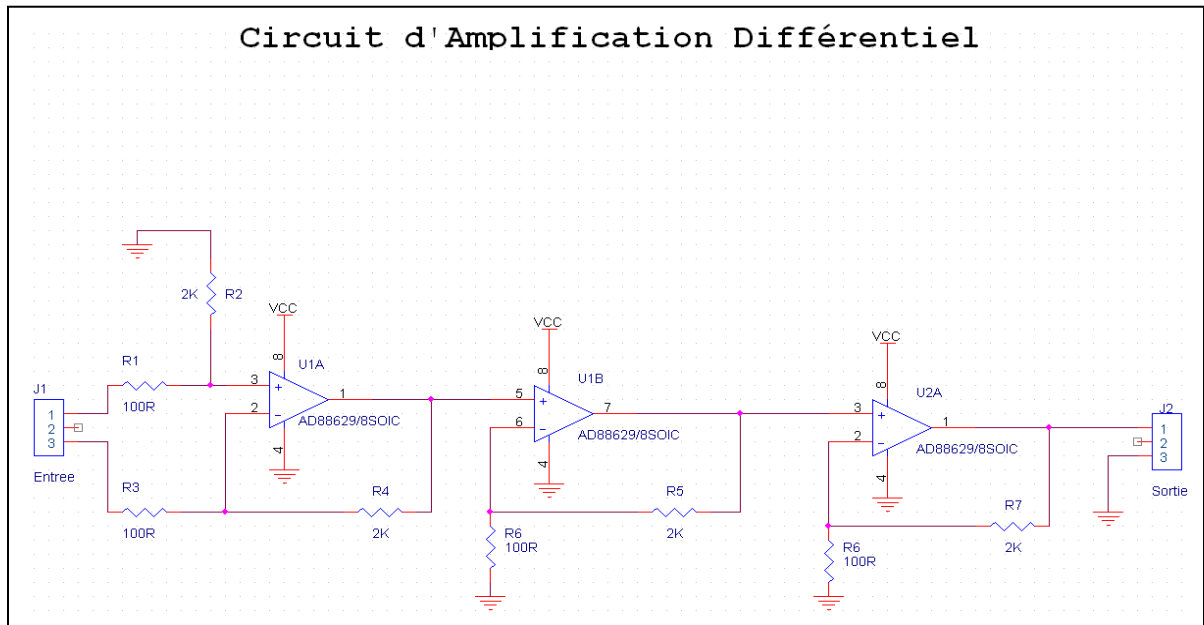 Circuit d'Amplification Différentiel
2K
R2
VCC
8
U1A
R1
100R
3
+
2
-
1
4
AD88629/8SOIC
J1
1
2
3
Entree
R3
100R
R4
2K
VCC
8
U1B
5
+
6
-
7
4
AD88629/8SOIC
R5
2K
R6
100R
VCC
8
U2A
3
+
2
-
1
4
AD88629/8SOIC
R7
2K
R6
100R
J2
1
2
3
Sortie